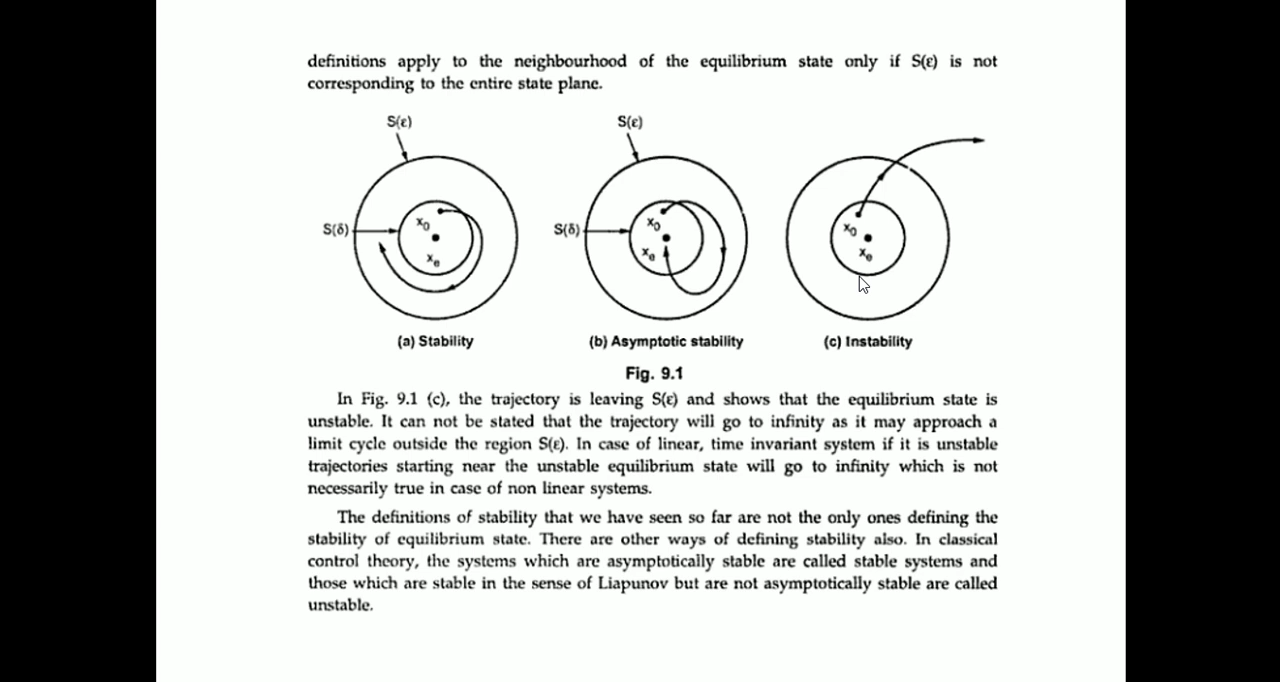 definitions apply to the neighbourhood of the equilibrium state only if S(ε) is not
corresponding to the entire state plane.
S(ε)
S(ε)
S(δ)
x₀
xₑ
S(δ)
x₀
xₑ
x₀
xₑ
(a) Stability
(b) Asymptotic stability
(c) Instability
Fig. 9.1
In Fig. 9.1 (c), the trajectory is leaving S(ε) and shows that the equilibrium state is
unstable. It can not be stated that the trajectory will go to infinity as it may approach a
limit cycle outside the region S(ε). In case of linear, time invariant system if it is unstable
trajectories starting near the unstable equilibrium state will go to infinity which is not
necessarily true in case of non linear systems.
The definitions of stability that we have seen so far are not the only ones defining the
stability of equilibrium state. There are other ways of defining stability also. In classical
control theory, the systems which are asymptotically stable are called stable systems and
those which are stable in the sense of Liapunov but are not asymptotically stable are called
unstable.